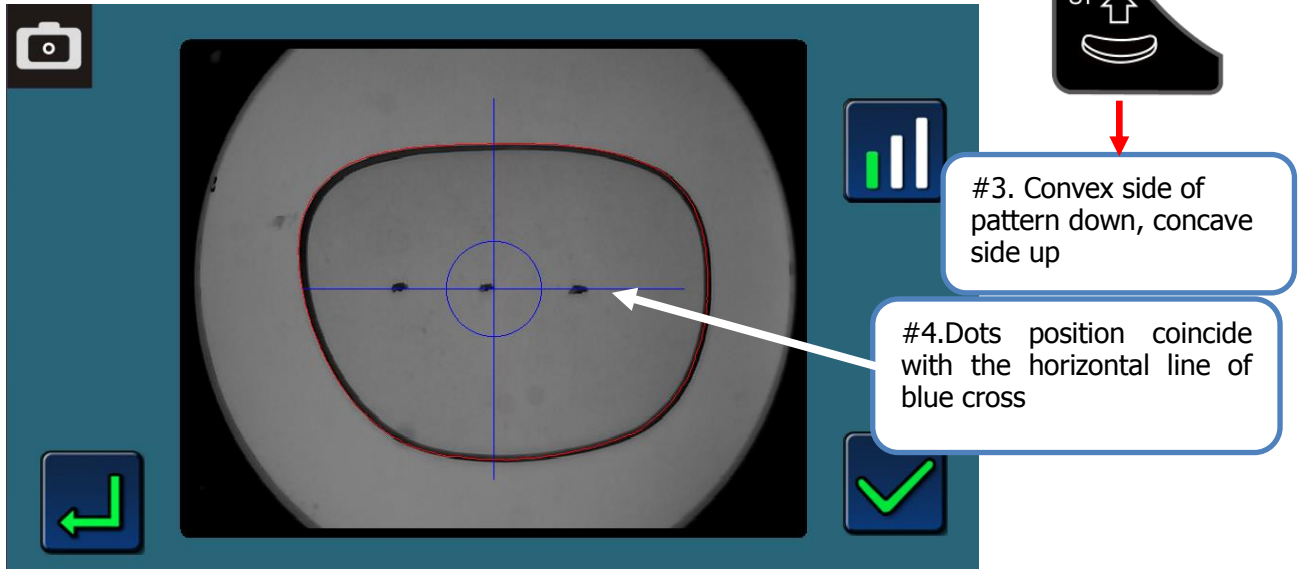 #3. Convex side of
pattern down, concave
side up
#4.Dots position coincide
with the horizontal line of
blue cross